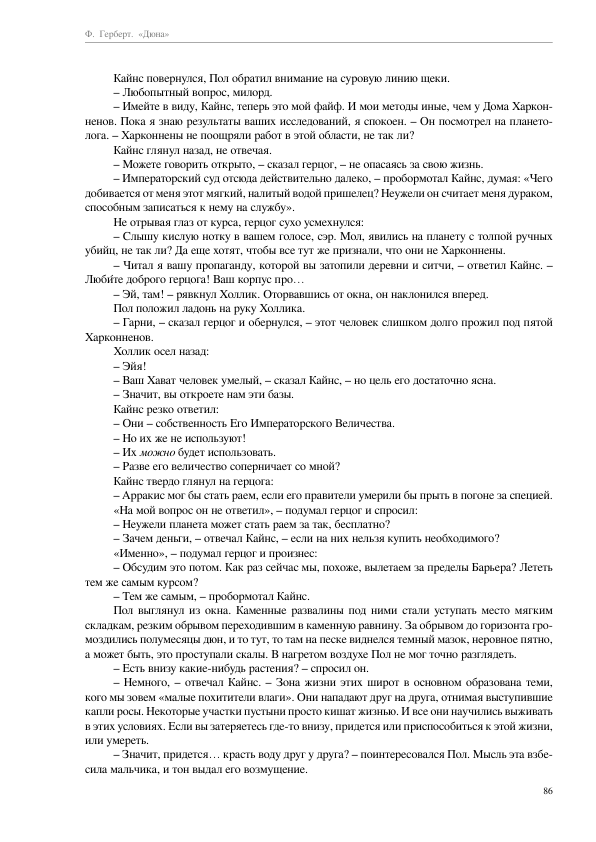 Ф. Герберт. «Дюна»
Кайнс повернулся, Пол обратил внимание на суровую линию щеки.
– Любопытный вопрос, милорд.
– Имейте в виду, Кайнс, теперь это мой файф. И мои методы иные, чем у Дома Харкон-
ненов. Пока я знаю результаты ваших исследований, я спокоен. – Он посмотрел на плането-
лога. – Харконнены не поощряли работ в этой области, не так ли?
Кайнс глянул назад, не отвечая.
– Можете говорить открыто, – сказал герцог, – не опасаясь за свою жизнь.
– Императорский суд отсюда действительно далеко, – пробормотал Кайнс, думая: «Чего
добивается от меня этот мягкий, налитый водой пришелец? Неужели он считает меня дураком,
способным записаться к нему на службу».
Не отрывая глаз от курса, герцог сухо усмехнулся:
– Слышу кислую нотку в вашем голосе, сэр. Мол, явились на планету с толпой ручных
убийц, не так ли? Да еще хотят, чтобы все тут же признали, что они не Харконнены.
– Читал я вашу пропаганду, которой вы затопили деревни и ситчи, – ответил Кайнс. –
Люби́те доброго герцога! Ваш корпус про…
– Эй, там! – рявкнул Холлик. Оторвавшись от окна, он наклонился вперед.
Пол положил ладонь на руку Холлика.
– Гарни, – сказал герцог и обернулся, – этот человек слишком долго прожил под пятой
Харконненов.
Холлик осел назад:
– Эйя!
– Ваш Хават человек умелый, – сказал Кайнс, – но цель его достаточно ясна.
– Значит, вы откроете нам эти базы.
Кайнс резко ответил:
– Они – собственность Его Императорского Величества.
– Но их же не используют!
– Их можно будет использовать.
– Разве его величество соперничает со мной?
Кайнс твердо глянул на герцога:
– Арракис мог бы стать раем, если его правители умерили бы прыть в погоне за специей.
«На мой вопрос он не ответил», – подумал герцог и спросил:
– Неужели планета может стать раем за так, бесплатно?
– Зачем деньги, – отвечал Кайнс, – если на них нельзя купить необходимого?
«Именно», – подумал герцог и произнес:
– Обсудим это потом. Как раз сейчас мы, похоже, вылетаем за пределы Барьера? Лететь
тем же самым курсом?
– Тем же самым, – пробормотал Кайнс.
Пол выглянул из окна. Каменные развалины под ними стали уступать место мягким
складкам, резким обрывом переходившим в каменную равнину. За обрывом до горизонта гро-
моздились полумесяцы дюн, и то тут, то там на песке виднелся темный мазок, неровное пятно,
а может быть, это проступали скалы. В нагретом воздухе Пол не мог точно разглядеть.
– Есть внизу какие-нибудь растения? – спросил он.
– Немного, – отвечал Кайнс. – Зона жизни этих широт в основном образована теми,
кого мы зовем «малые похитители влаги». Они нападают друг на друга, отнимая выступившие
капли росы. Некоторые участки пустыни просто кишат жизнью. И все они научились выживать
в этих условиях. Если вы затеряетесь где-то внизу, придется или приспособиться к этой жизни,
или умереть.
– Значит, придется… красть воду друг у друга? – поинтересовался Пол. Мысль эта взбе-
сила мальчика, и тон выдал его возмущение.
86